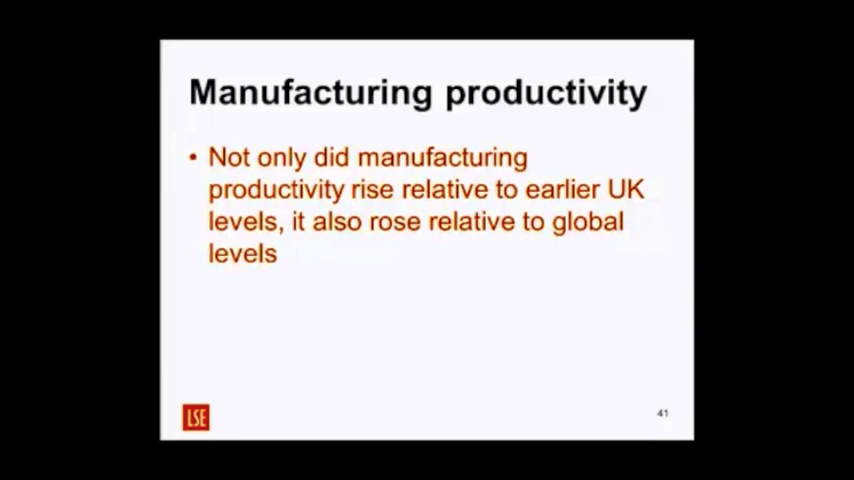 Manufacturing productivity
• Not only did manufacturing
productivity rise relative to earlier UK
levels, it also rose relative to global
levels
LSE
41